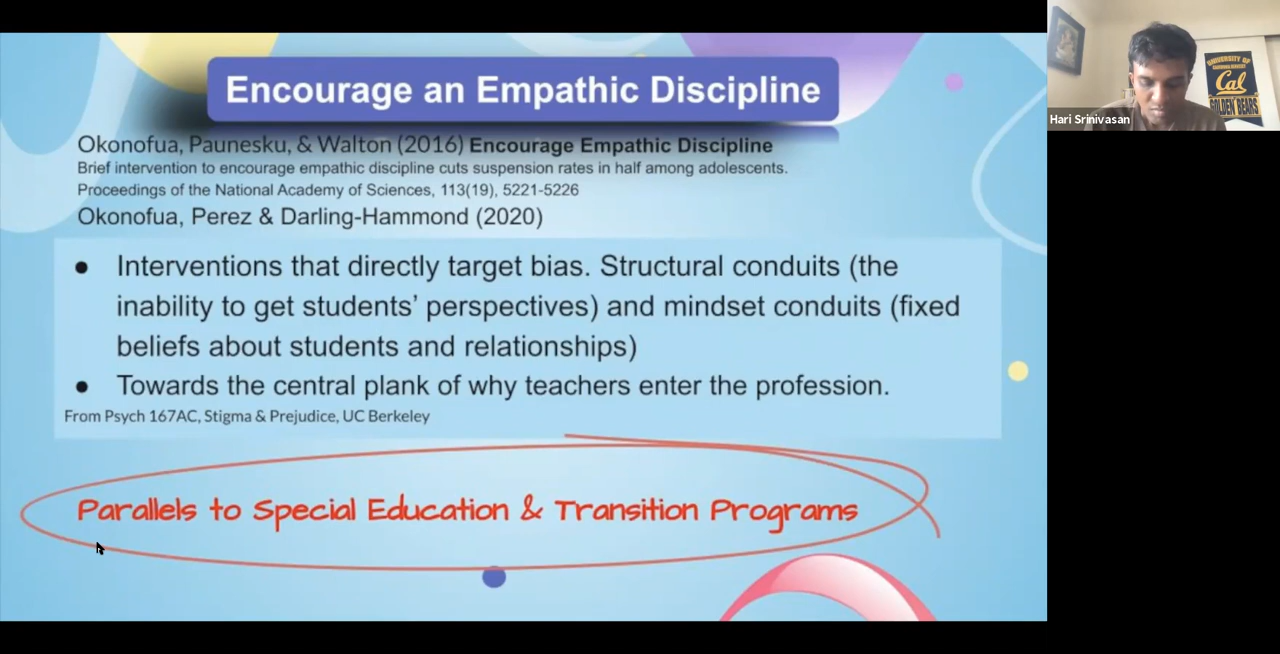 Encourage an Empathic Discipline
Okonofua, Paunesku, & Walton (2016) Encourage Empathic Discipline
Brief intervention to encourage empathic discipline cuts suspension rates in half among adolescents.
Proceedings of the National Academy of Sciences, 113(19), 5221-5226
Okonofua, Perez & Darling-Hammond (2020)
● Interventions that directly target bias. Structural conduits (the
inability to get students’ perspectives) and mindset conduits (fixed
beliefs about students and relationships)
● Towards the central plank of why teachers enter the profession.
From Psych 167AC, Stigma & Prejudice, UC Berkeley
Parallels to Special Education & Transition Programs
UNIVERSITY OF
Cal
GOLDEN BEARS
Hari Srinivasan